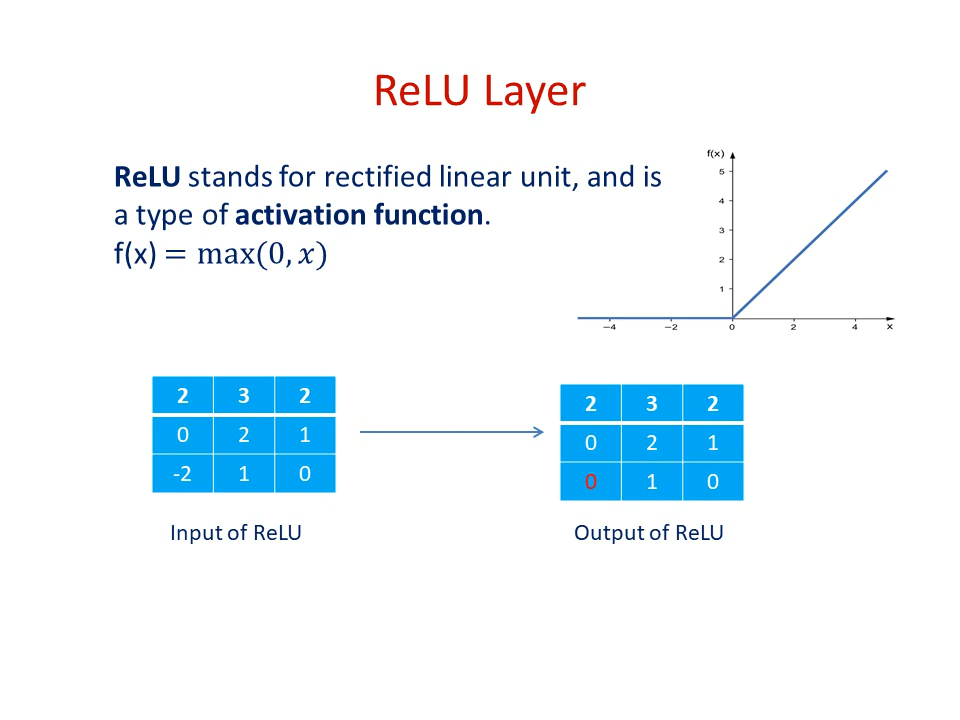 ReLU Layer
ReLU stands for rectified linear unit, and is
a type of activation function.
f(x) = max(0, x)
f(x)
5
4
3
2
1
−4 −2 0 2 4 x
2 3 2
0 2 1
-2 1 0
Input of ReLU
2 3 2
0 2 1
0 1 0
Output of ReLU